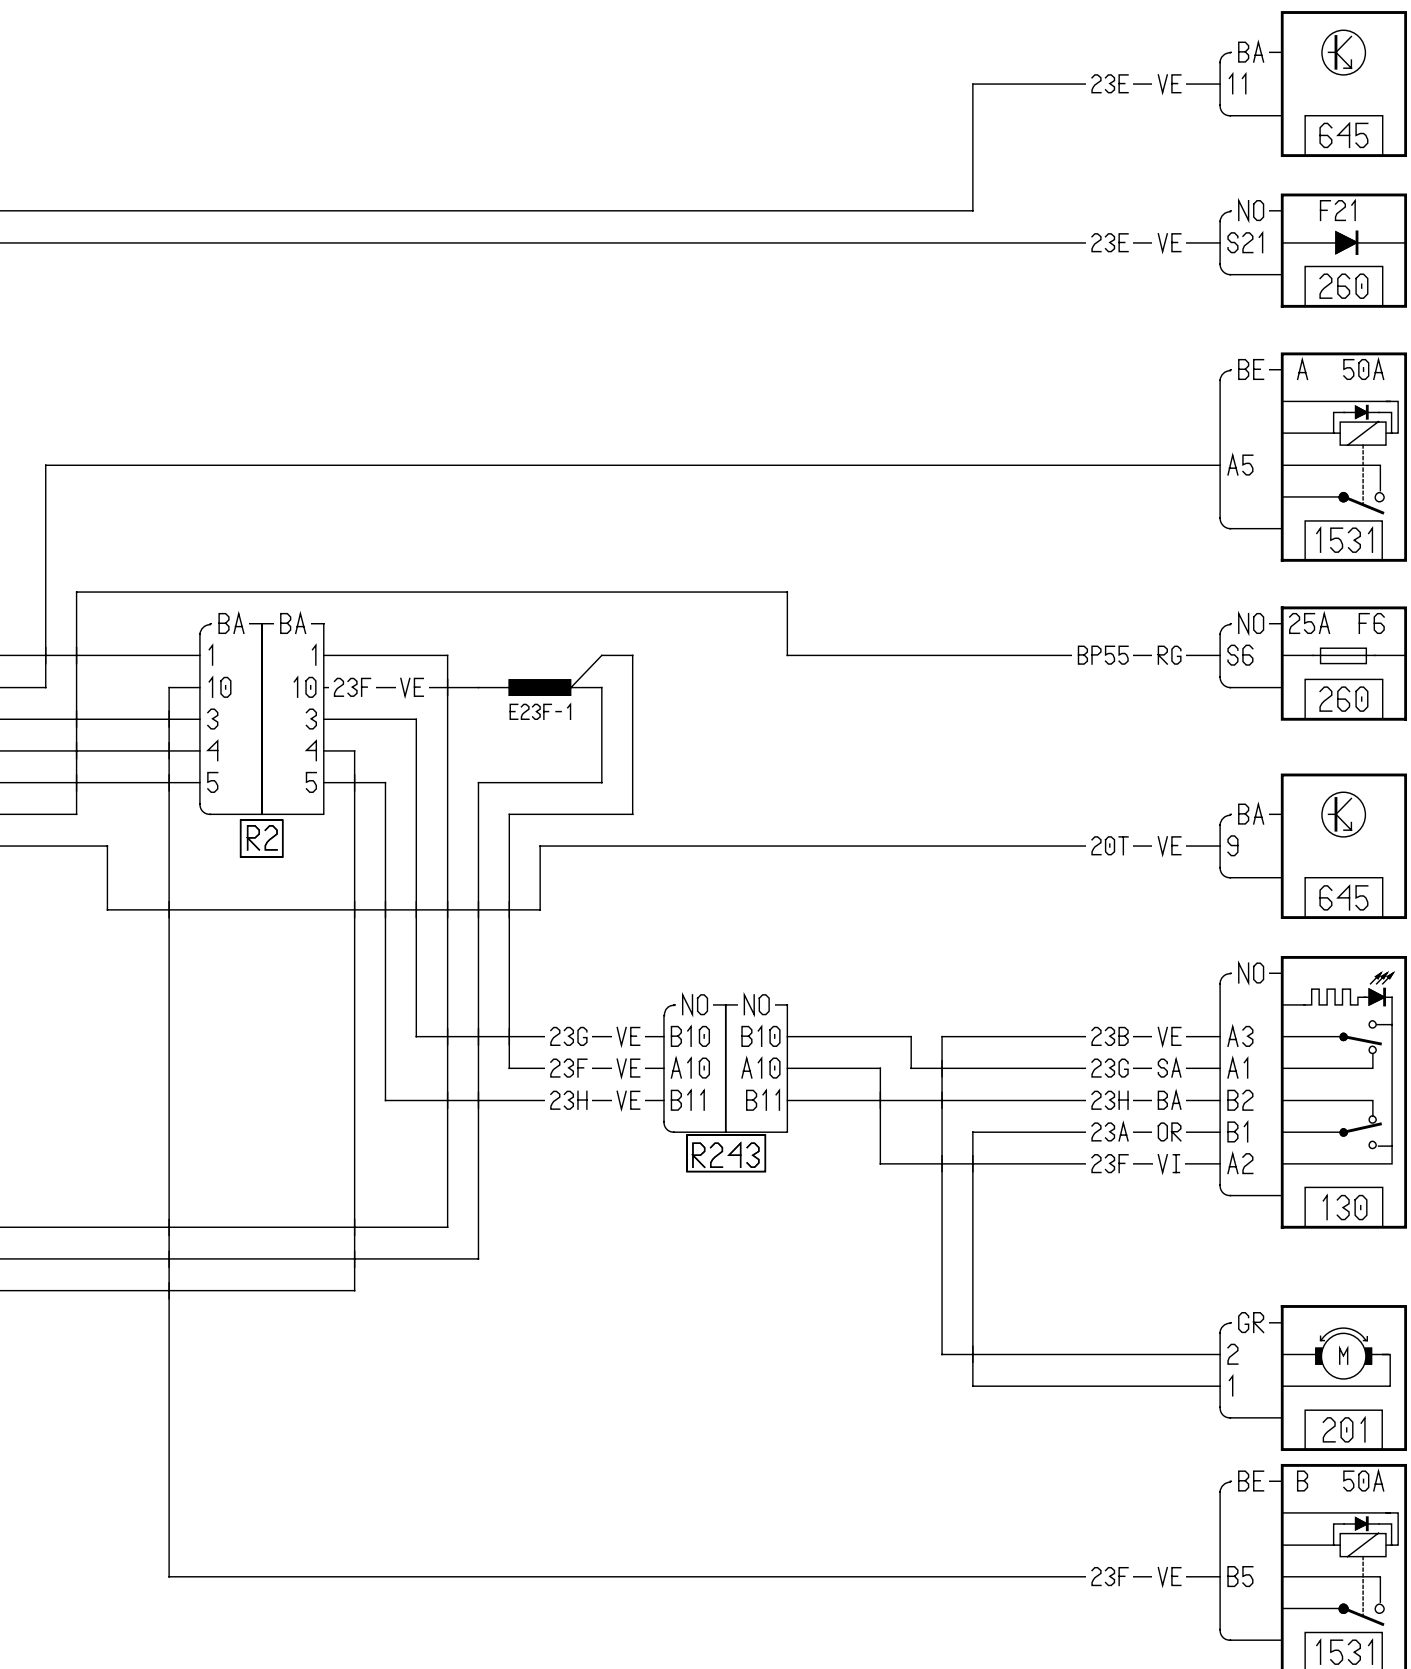 BA
23E VE 11
645
NO F21
23E VE S21
260
BE A 50A
A5
1531
BA BA
1 1
10 10 23F VE
3 3
4 4
5 5
R2
E23F-1
NO 25A F6
BP55 RG S6
260
BA
20T VE 9
645
NO NO
23G VE B10 B10
23F VE A10 A10
23H VE B11 B11
R243
NO
23B VE A3
23G SA A1
23H BA B2
23A OR B1
23F VI A2
130
GR
2 M
1
201
BE B 50A
23F VE B5
1531